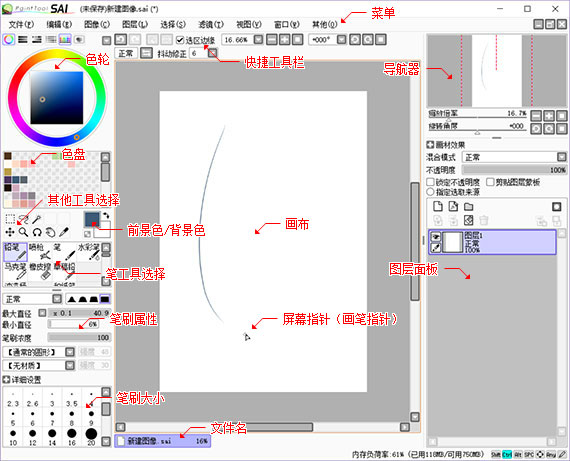 PaintTool SAI (未保存)新建图像.sai (*)
文件(F) 编辑(E) 图像(C) 图层(L) 选择(S) 滤镜(T) 视图(V) 窗口(W) 其他(O)
菜单
选区边缘 16.66% +000°
正常 抖动修正 6
快捷工具栏
色轮
导航器
缩放倍率 16.7%
旋转角度 +000
画材效果
混合模式 正常
不透明度 100%
锁定不透明度 剪贴图层蒙板
指定选取来源
色盘
其他工具选择
前景色/背景色
画布
图层1
正常
100%
图层面板
铅笔 喷枪 笔 水彩笔
马克笔 橡皮擦
笔工具选择
正常
最大直径 x 0.1 40.9
最小直径 6%
笔刷属性
笔刷浓度 100
【通常的圆形】 强度 50
【无材质】 强度
详细设置
屏幕指针（画笔指针）
笔刷大小
2.3 2.6 3 3.5 4
5 6 7 8 9
10 12 14 16 20
文件名
新建图像.sai 16%
内存负荷率:61% (已用118MB/可用750MB) Shift Ctrl Alt SPC Any